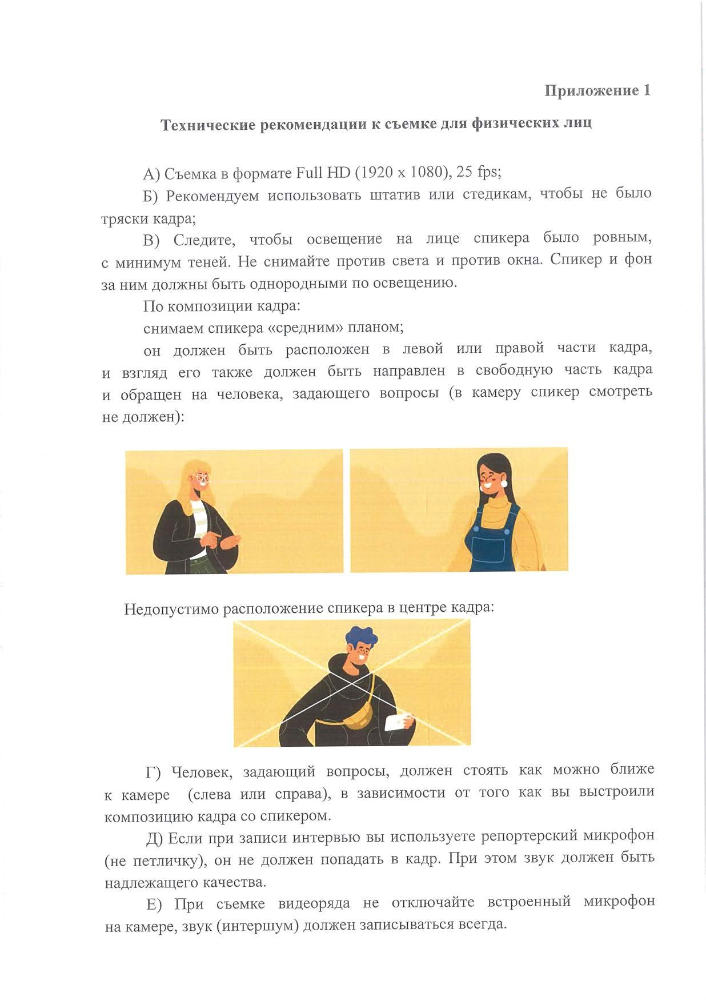 Приложение 1
Технические рекомендации к съемке для физических лиц
А) Съемка в формате Full HD (1920 x 1080), 25 fps;
Б) Рекомендуем использовать штатив или стедикам, чтобы не было
тряски кадра;
В) Следите, чтобы освещение на лице спикера было ровным,
с минимум теней. Не снимайте против света и против окна. Спикер и фон
за ним должны быть однородными по освещению.
По композиции кадра:
снимаем спикера «средним» планом;
он должен быть расположен в левой или правой части кадра,
и взгляд его также должен быть направлен в свободную часть кадра
и обращен на человека, задающего вопросы (в камеру спикер смотреть
не должен):
Недопустимо расположение спикера в центре кадра:
Г) Человек, задающий вопросы, должен стоять как можно ближе
к камере (слева или справа), в зависимости от того как вы выстроили
композицию кадра со спикером.
Д) Если при записи интервью вы используете репортерский микрофон
(не петличку), он не должен попадать в кадр. При этом звук должен быть
надлежащего качества.
Е) При съемке видеоряда не отключайте встроенный микрофон
на камере, звук (интершум) должен записываться всегда.